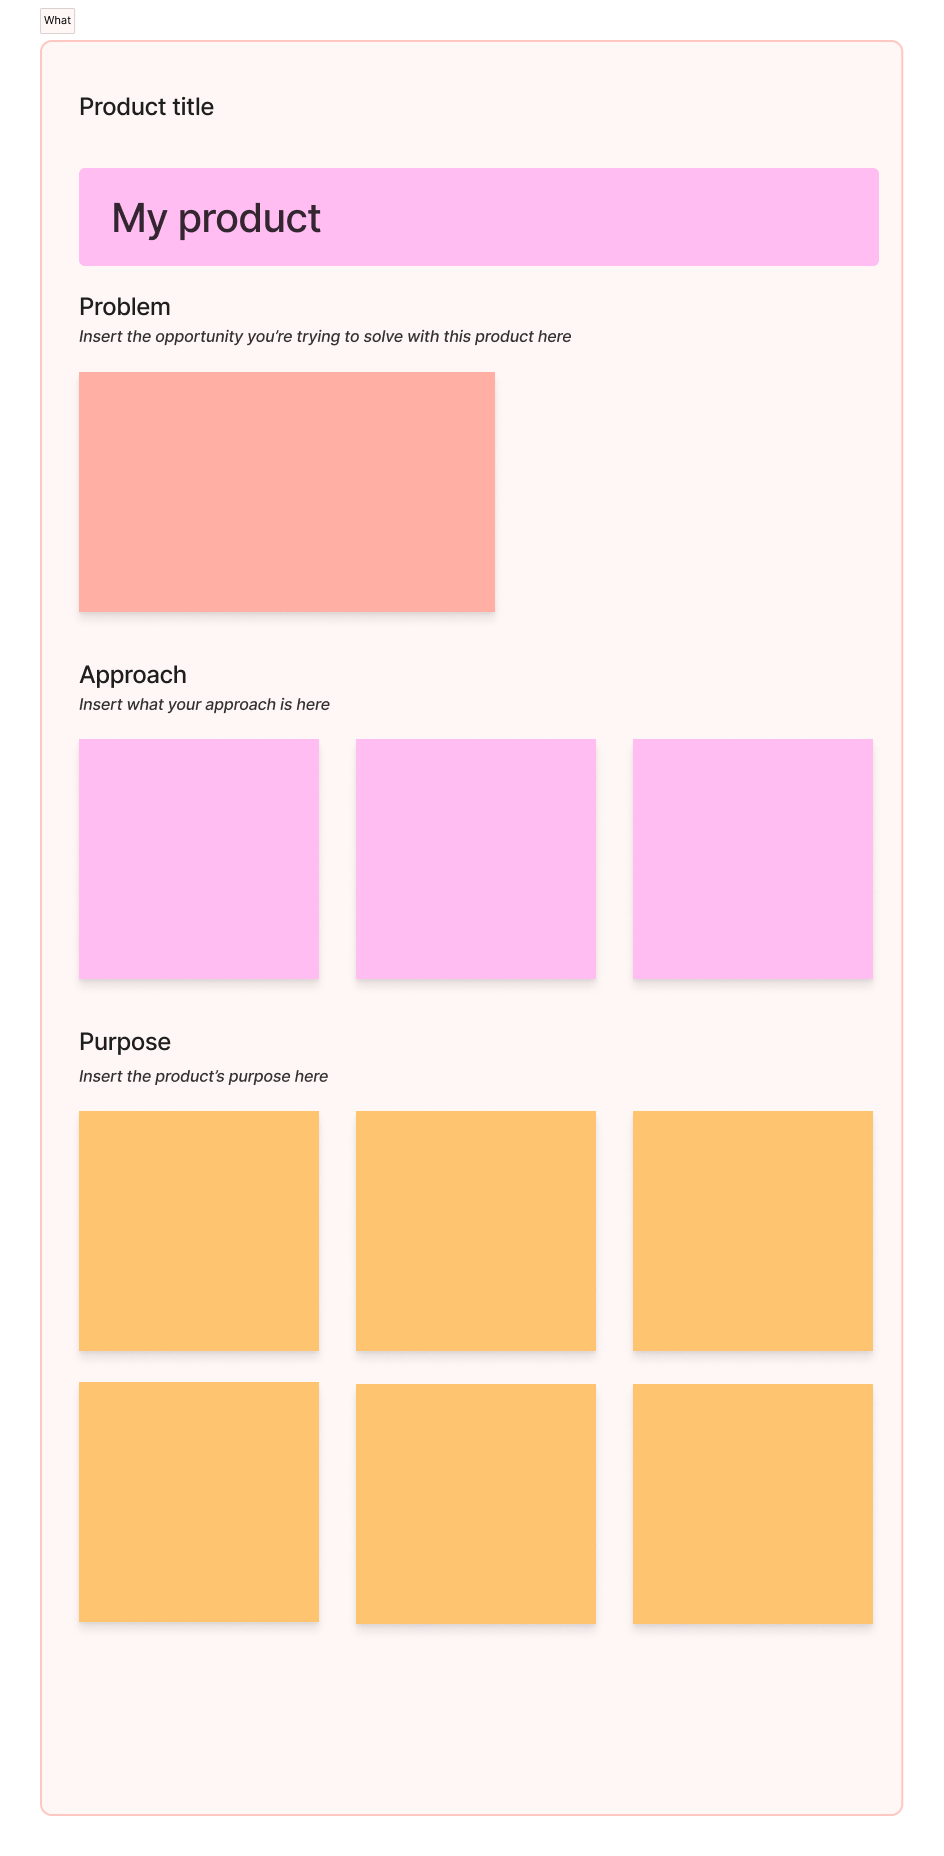 What
Product title
My product
Problem
Insert the opportunity you’re trying to solve with this product here
Approach
Insert what your approach is here
Purpose
Insert the product’s purpose here